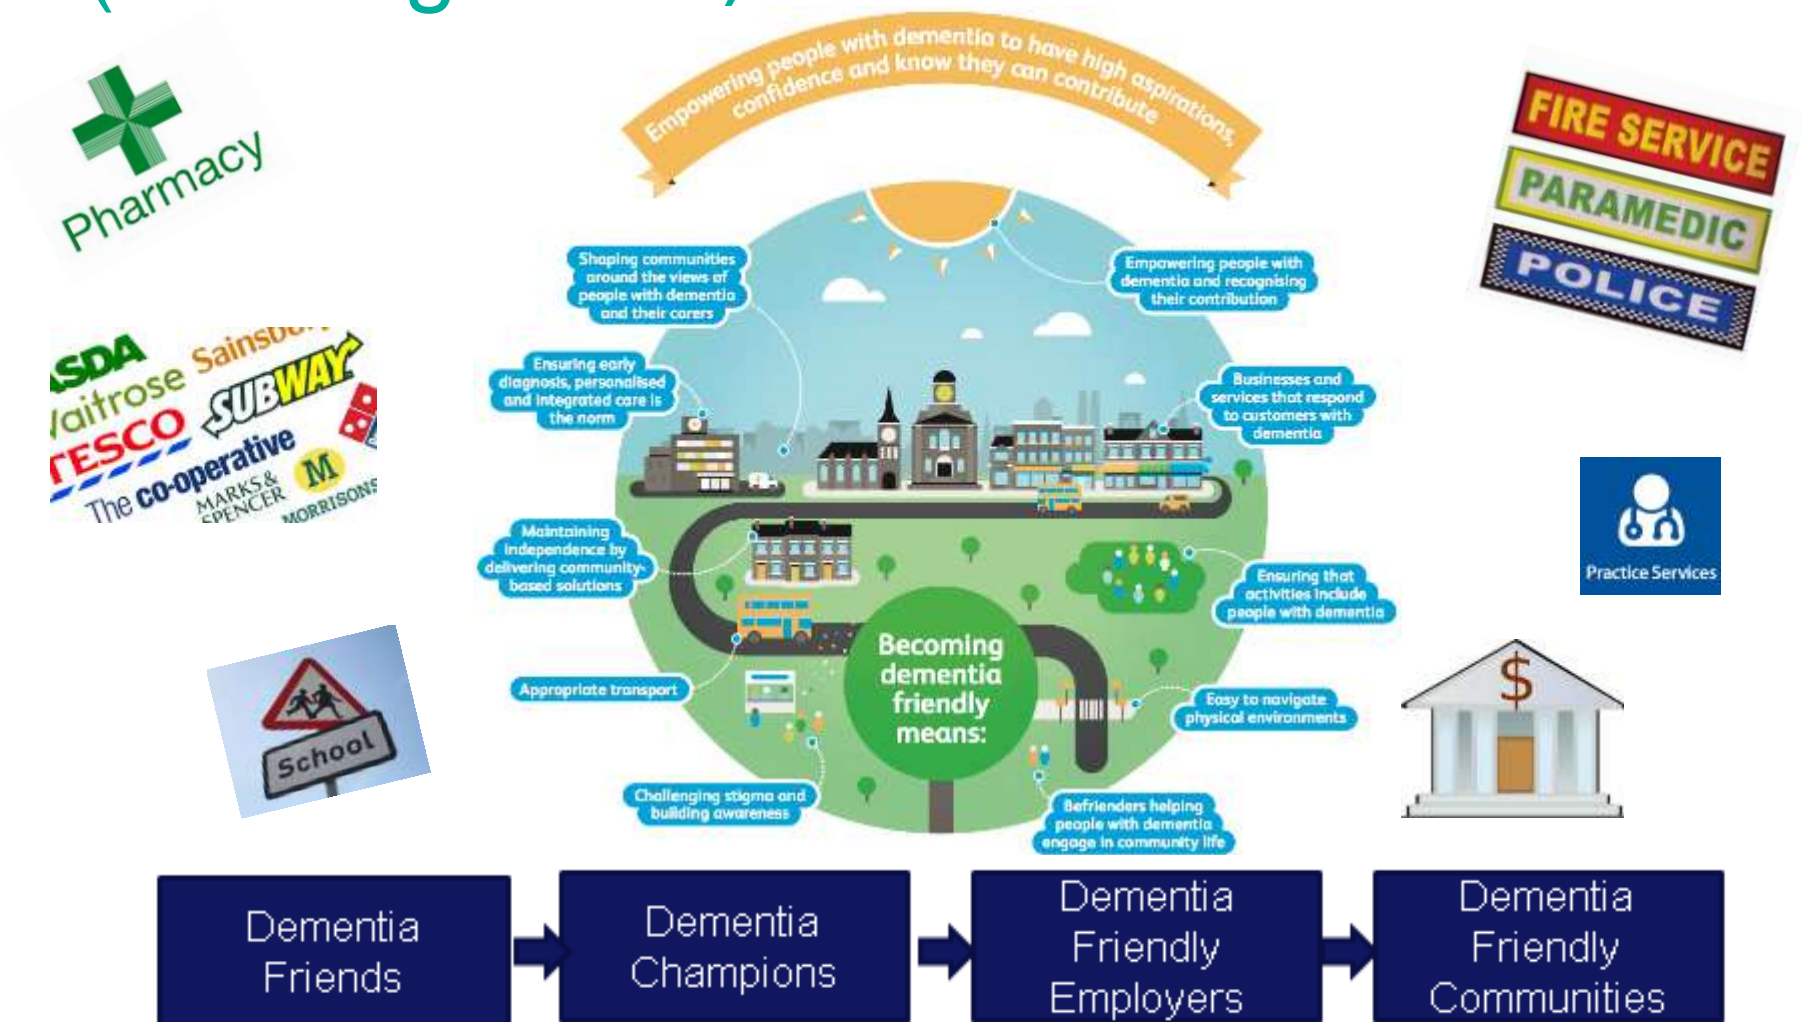 Empowering people with dementia to have high aspirations,
confidence and know they can contribute
Pharmacy
FIRE SERVICE
PARAMEDIC
POLICE
Shaping communities
around the views of
people with dementia
and their carers
Empowering people with
dementia and recognising
their contribution
ASDA
Waitrose
Sainsbury
SUBWAY
TESCO
The co-operative
MARKS &
SPENCER
M
MORRISONS
Ensuring early
diagnosis, personalised
and integrated care is
the norm
Businesses and
services that respond
to customers with
dementia
Practice Services
Maintaining
independence by
delivering community-
based solutions
Ensuring that
activities include
people with dementia
School
Becoming
dementia
friendly
means:
$
Appropriate transport
Easy to navigate
physical environments
Challenging stigma and
building awareness
Befrienders helping
people with dementia
engage in community life
Dementia
Friends
Dementia
Champions
Dementia
Friendly
Employers
Dementia
Friendly
Communities